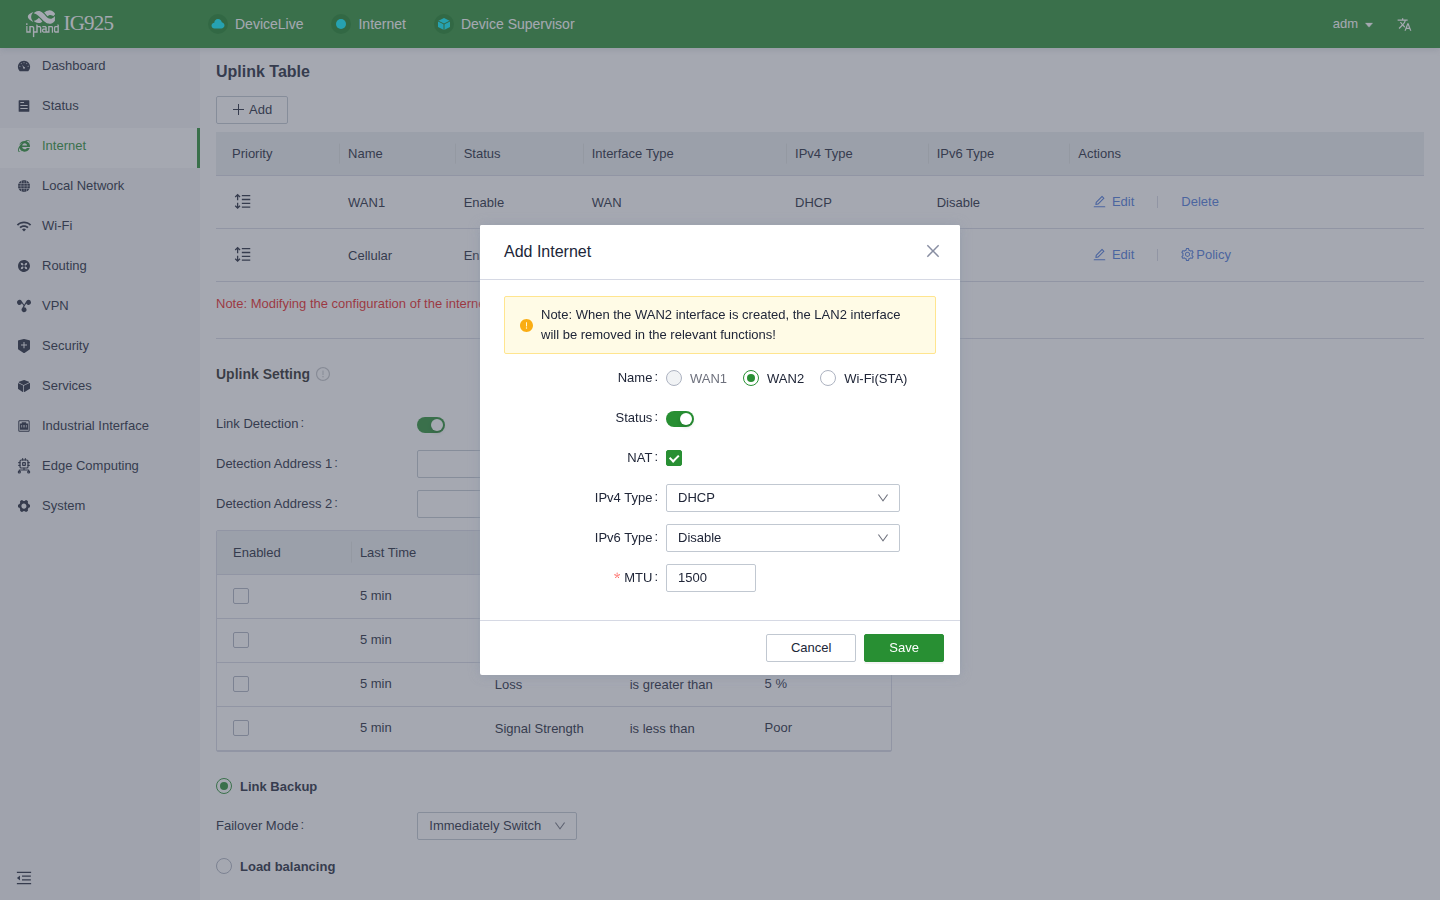 inhand IG925
DeviceLive
Internet
Device Supervisor
adm
Dashboard
Status
Internet
Local Network
Wi-Fi
Routing
VPN
Security
Services
Industrial Interface
Edge Computing
System
Uplink Table
Add
Priority Name Status Interface Type IPv4 Type IPv6 Type Actions
WAN1 Enable WAN DHCP Disable Edit Delete
Cellular En Edit Policy
Note: Modifying the configuration of the
Uplink Setting
Link Detection:
Detection Address 1:
Detection Address 2:
Enabled Last Time
5 min
5 min
5 min Loss is greater than 5 %
5 min Signal Strength is less than Poor
Link Backup
Failover Mode: Immediately Switch
Load balancing
Add Internet
Note: When the WAN2 interface is created, the LAN2 interface
will be removed in the relevant functions!
Name: WAN1 WAN2 Wi-Fi(STA)
Status:
NAT:
IPv4 Type: DHCP
IPv6 Type: Disable
* MTU: 1500
Cancel Save